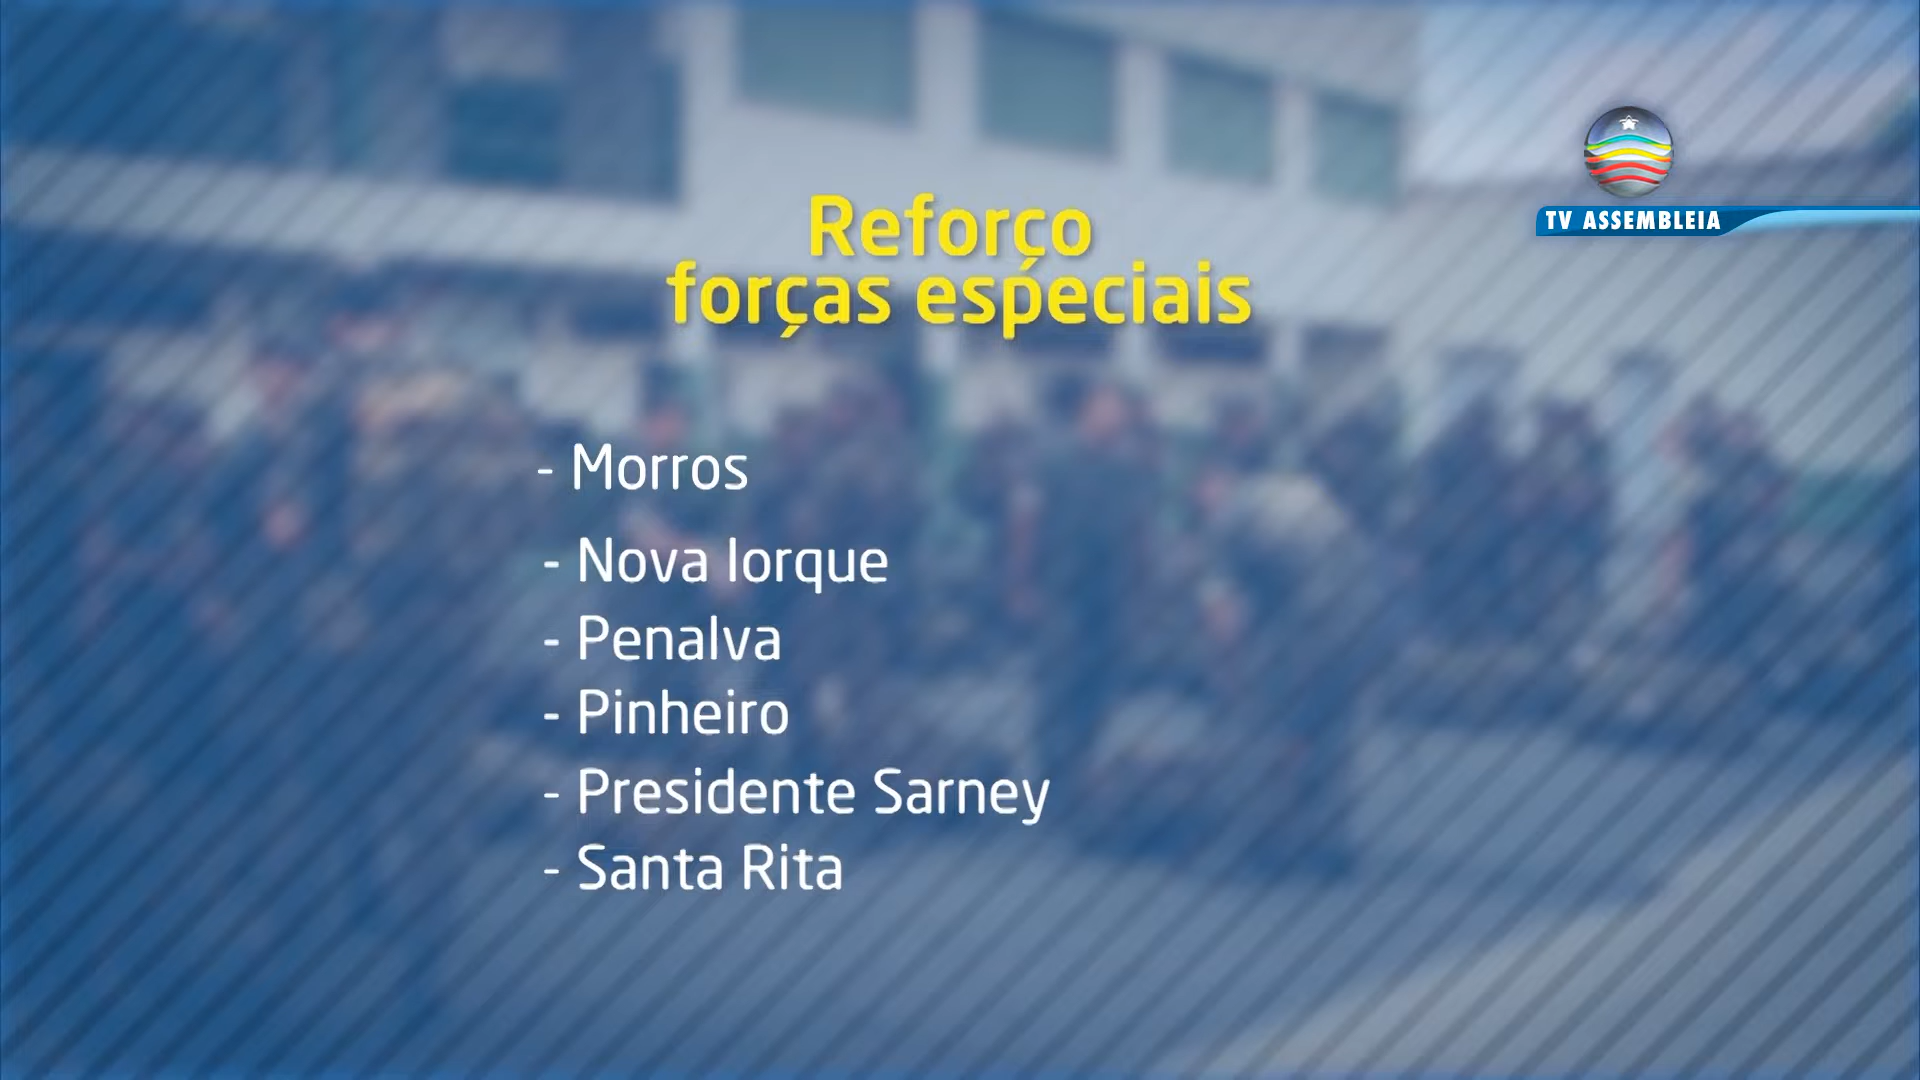 TV ASSEMBLEIA
Reforço
forças especiais
- Morros
- Nova Iorque
- Penalva
- Pinheiro
- Presidente Sarney
- Santa Rita